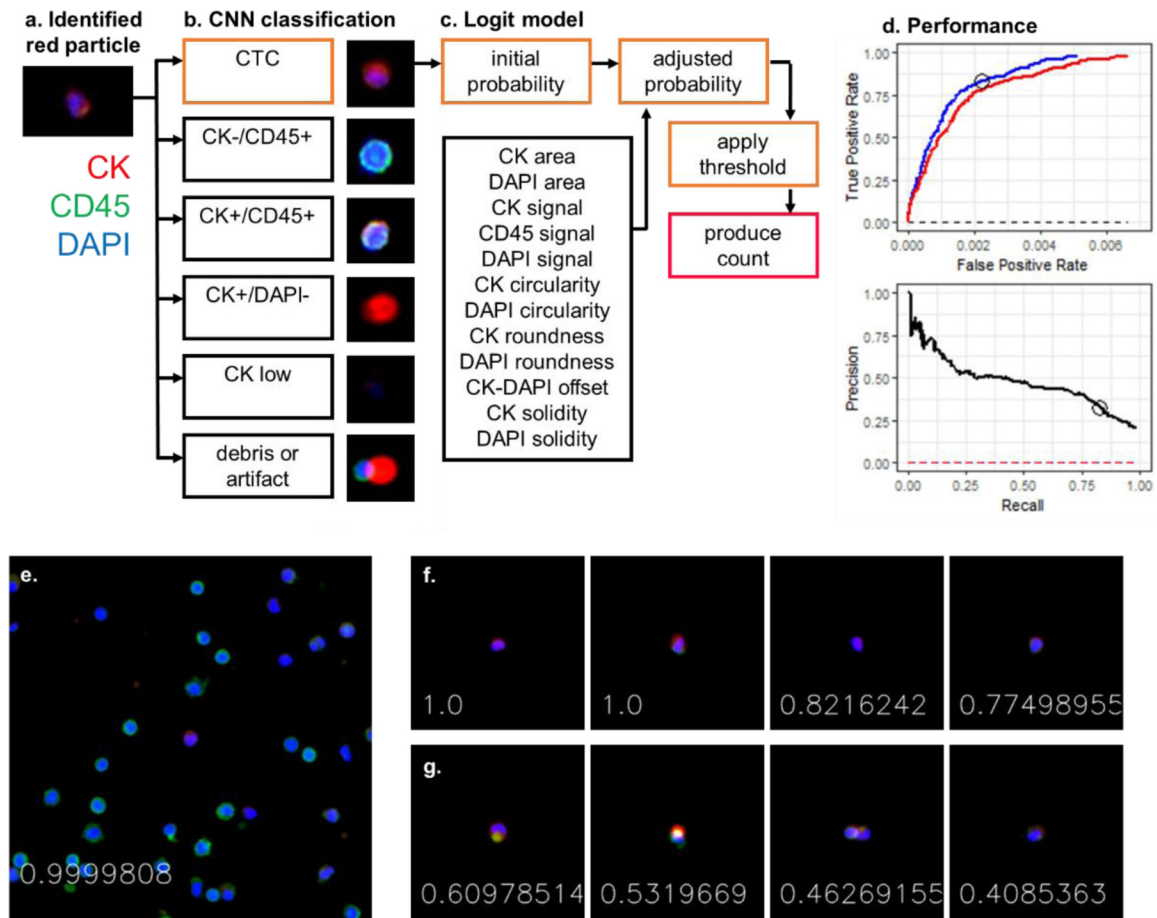 a. Identified
red particle
CK
CD45
DAPI
b. CNN classification
CTC
CK-/CD45+
CK+/CD45+
CK+/DAPI-
CK low
debris or
artifact
c. Logit model
initial
probability
adjusted
probability
CK area
DAPI area
CK signal
CD45 signal
DAPI signal
CK circularity
DAPI circularity
CK roundness
DAPI roundness
CK-DAPI offset
CK solidity
DAPI solidity
apply
threshold
produce
count
d. Performance
True Positive Rate
1.00
0.75
0.50
0.25
0.00
0.000 0.002 0.004 0.006
False Positive Rate
Precision
1.00
0.75
0.50
0.25
0.00
0.00 0.25 0.50 0.75 1.00
Recall
e.
0.9999808
f.
1.0
1.0
0.8216242
0.77498955
g.
0.60978514
0.5319669
0.46269155
0.4085363